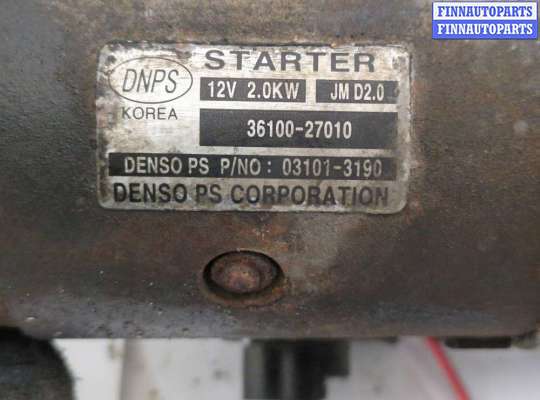 FINNAUTOPARTS
FINNAUTOPARTS
STARTER
DNPS
12V 2.0KW JM D2.0
KOREA
36100-27010
DENSO PS P/NO : 03101-3190
DENSO PS CORPORATION